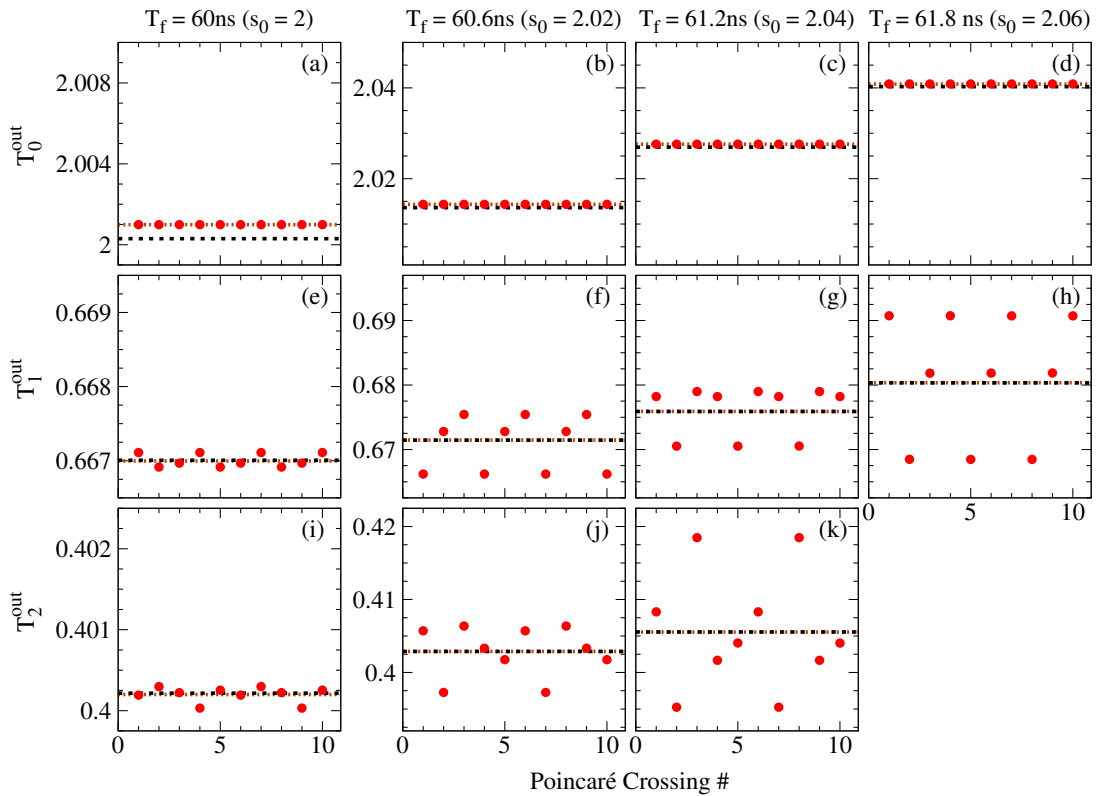 T_f = 60ns (s_0 = 2) T_f = 60.6ns (s_0 = 2.02) T_f = 61.2ns (s_0 = 2.04) T_f = 61.8 ns (s_0 = 2.06)
(a) (b) (c) (d)
2.008 2.04
T_0^out
2.004
2.02
2
(e) (f) (g) (h)
0.669 0.69
T_1^out
0.668 0.68
0.667 0.67
0 5 10
(i) (j) (k)
0.402 0.42
T_2^out
0.401 0.41
0.4 0.4
0 5 10 0 5 10 0 5 10
Poincaré Crossing #